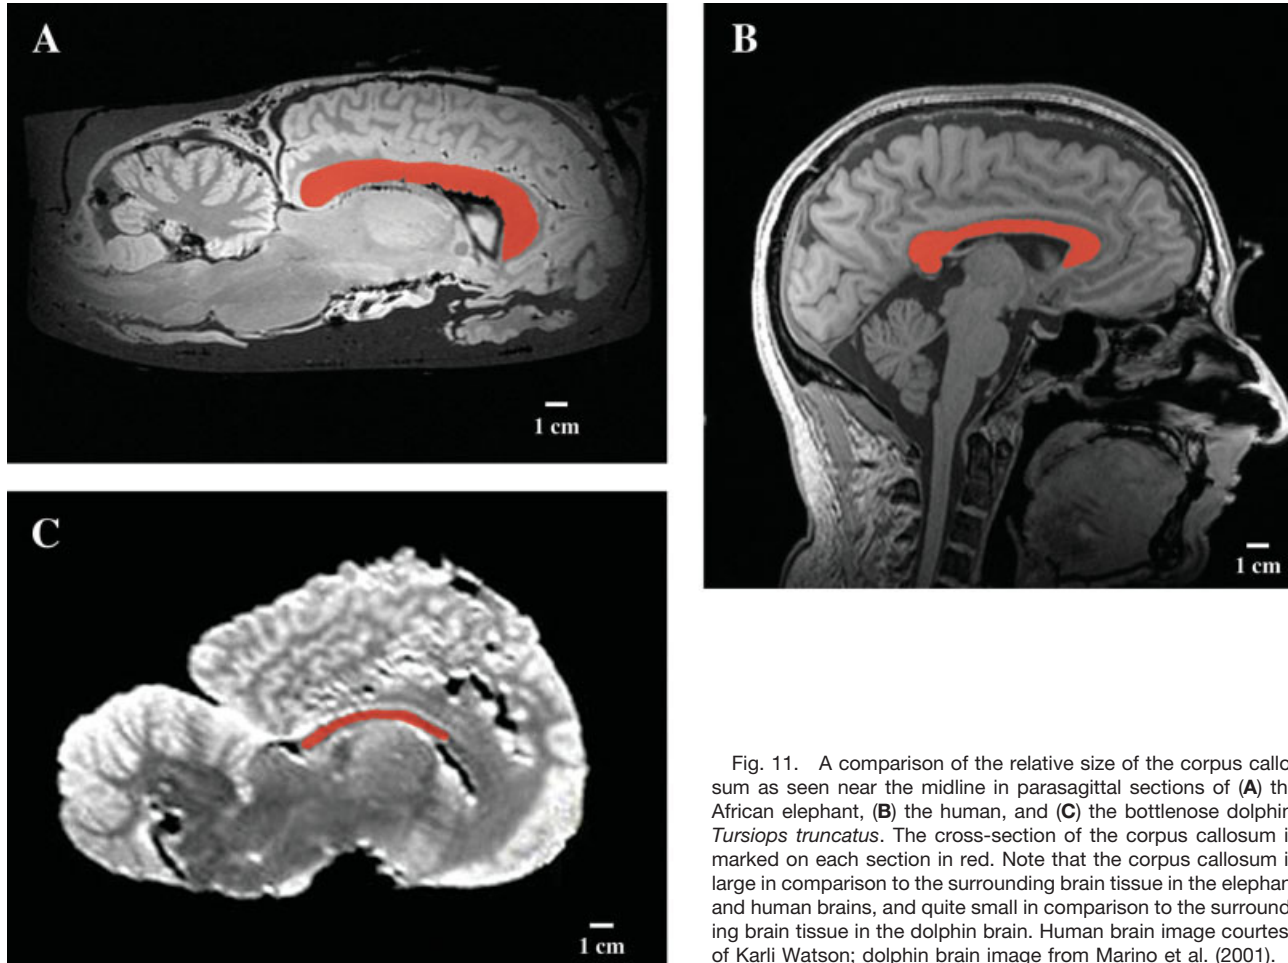 A
1 cm
B
1 cm
C
1 cm
Fig. 11. A comparison of the relative size of the corpus callo
sum as seen near the midline in parasagittal sections of (A) th
African elephant, (B) the human, and (C) the bottlenose dolphin
Tursiops truncatus. The cross-section of the corpus callosum i
marked on each section in red. Note that the corpus callosum i
large in comparison to the surrounding brain tissue in the elephan
and human brains, and quite small in comparison to the surround
ing brain tissue in the dolphin brain. Human brain image courtes
of Karli Watson; dolphin brain image from Marino et al. (2001).